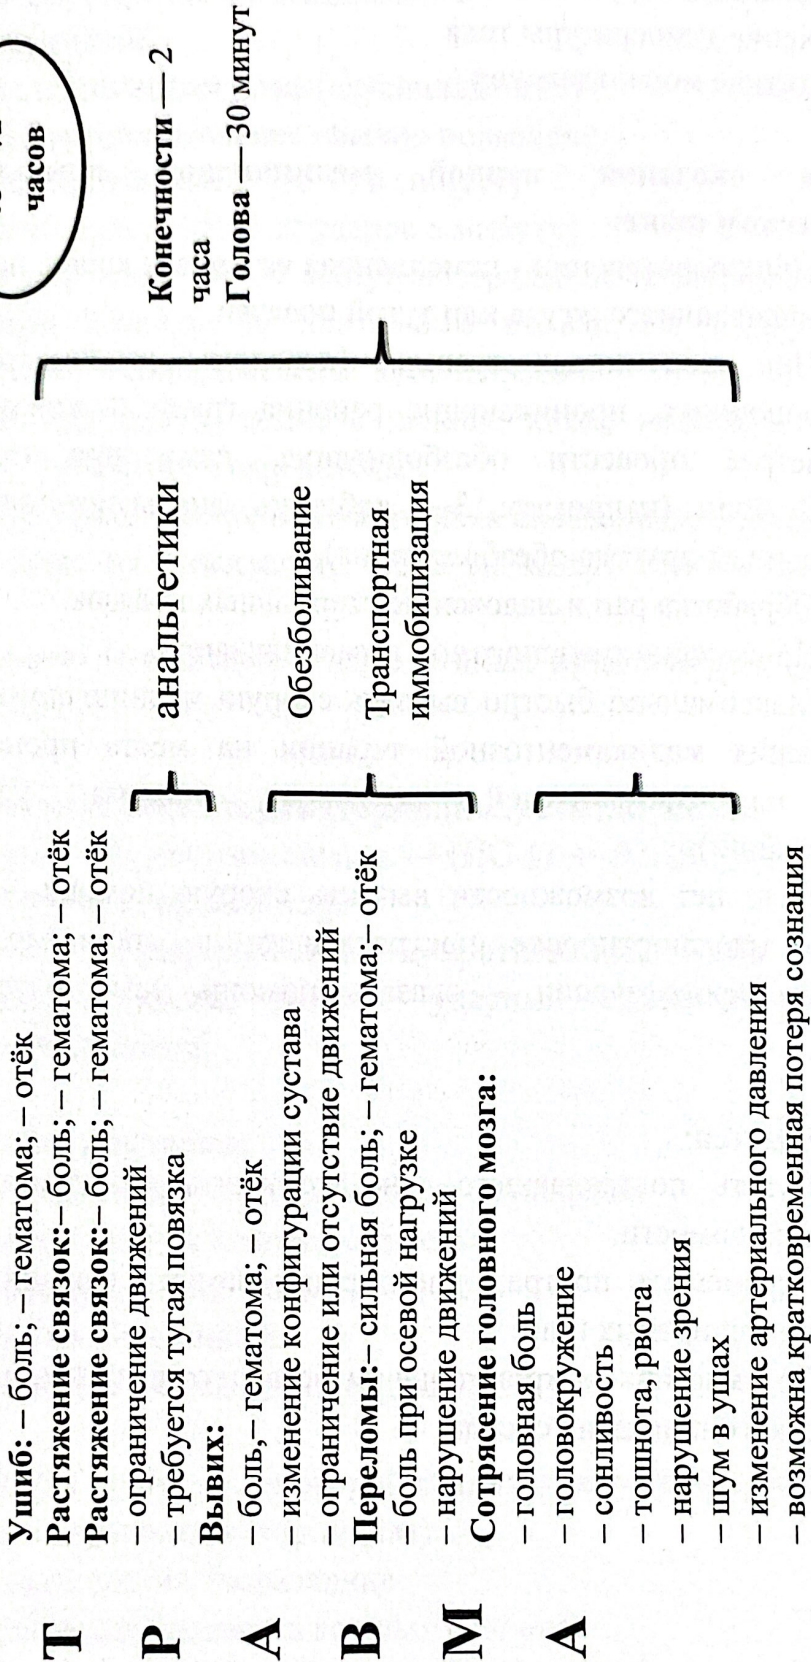 Т
Р
А
В
М
А
Ушиб: – боль; – гематома; – отёк
Растяжение связок:– боль; – гематома; – отёк
Растяжение связок:– боль; – гематома; – отёк
– ограничение движений
– требуется тугая повязка
Вывих:
– боль,– гематома; – отёк
– изменене конфигурации сустава
– ограничение или отсутствие движений
Переломы:– сильная боль; – гематома;– отёк
– боль при осевой нагрузке
– нарушение движений
Сотрясение головного мозга:
– головная боль
– головокружение
– сонливость
– тошнота, рвота
– нарушение зрения
– шум в ушах
– изменение артериального давления
– возможна кратковременная потеря сознания
анальгетики
Обезболивание
Транспортная
иммобилизация
часов
Конечности — 2
часа
Голова — 30 минут